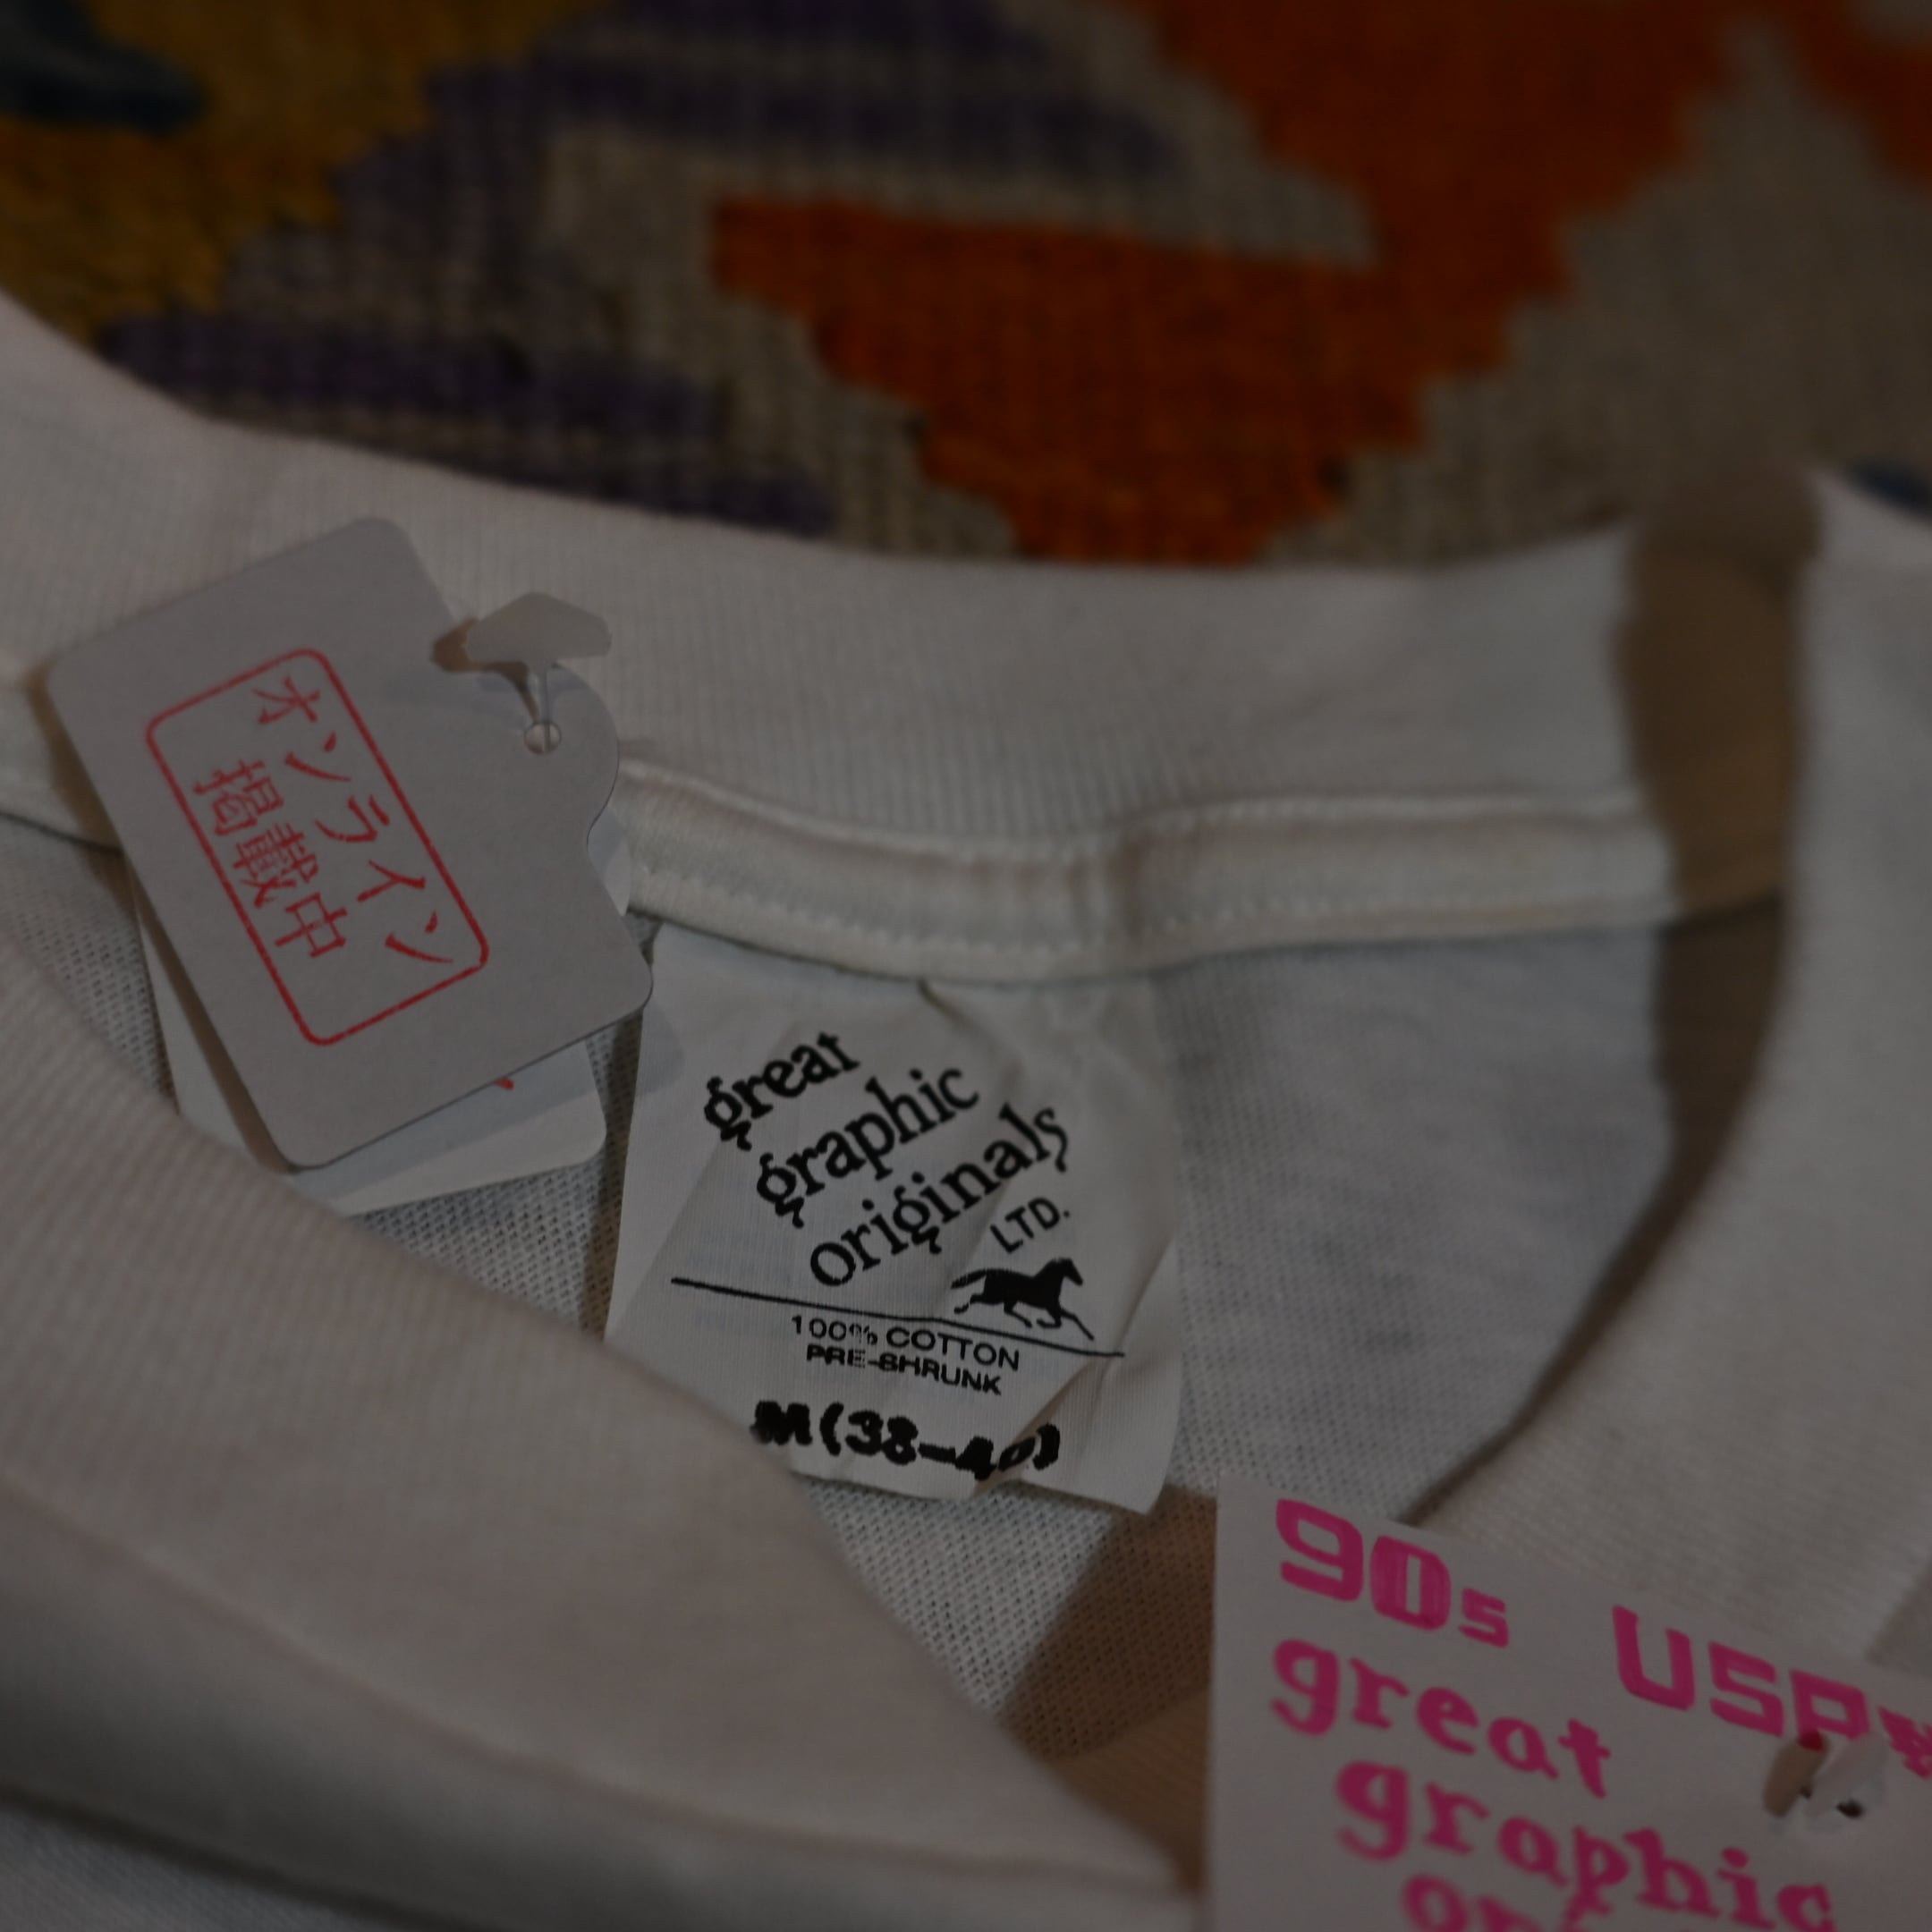 オンライン
掲載中
great
graphic
originals
LTD.
100% COTTON
PRE-SHRUNK
M(38-40)
90s
great
graphic